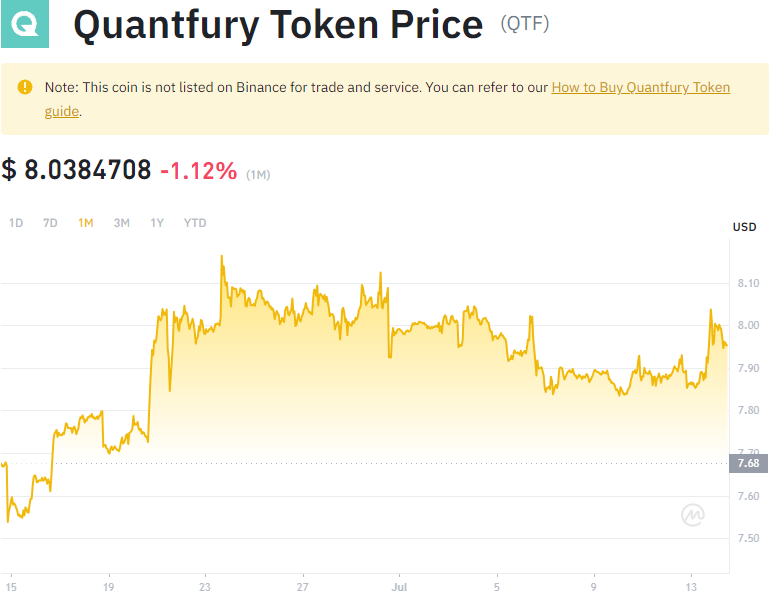 Quantfury Token Price (QTF)
Note: This coin is not listed on Binance for trade and service. You can refer to our How to Buy Quantfury Token
guide.
$ 8.0384708 -1.12% (1M)
1D 7D 1M 3M 1Y YTD
USD
8.10
8.00
7.90
7.80
7.70
7.68
7.60
7.50
15 19 23 27 Jul 5 9 13